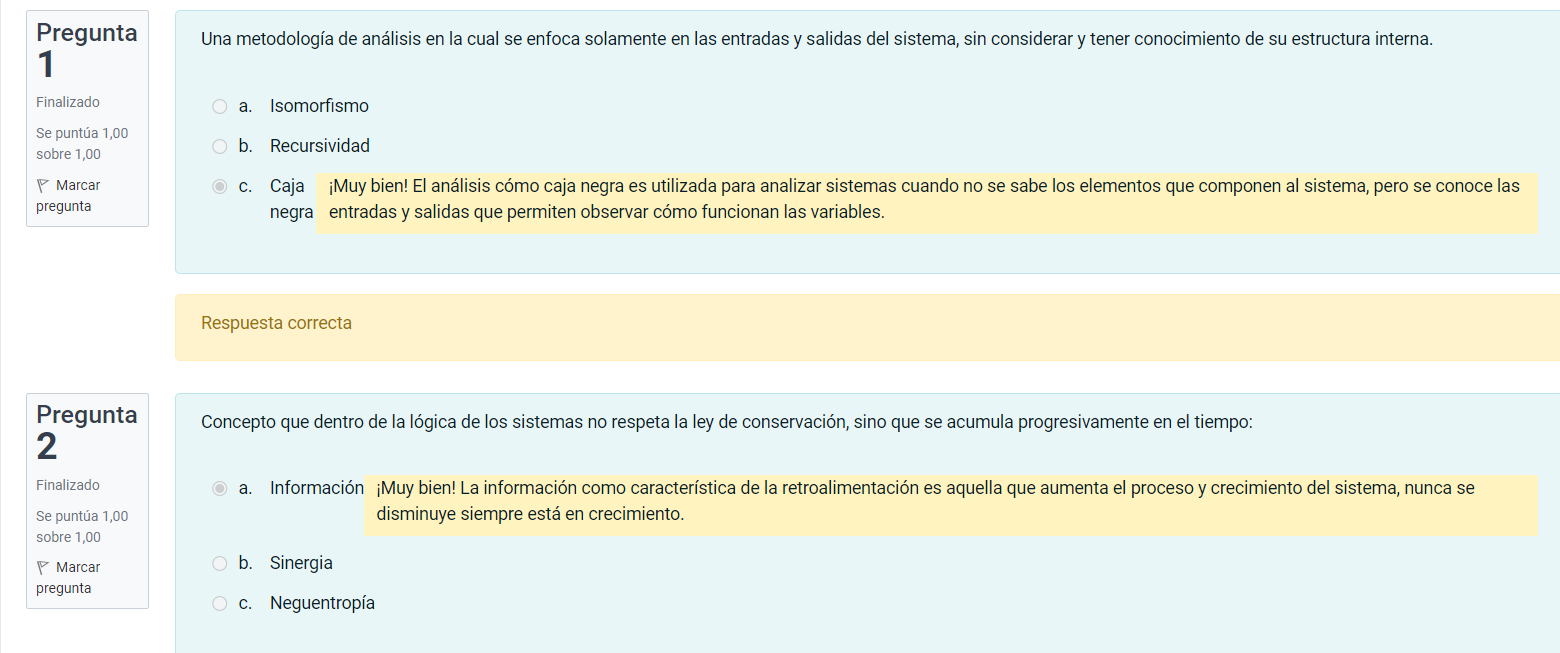 Pregunta
1
Finalizado
Se puntúa 1,00
sobre 1,00
Marcar
pregunta
Una metodología de análisis en la cual se enfoca solamente en las entradas y salidas del sistema, sin considerar y tener conocimiento de su estructura interna.
a. Isomorfismo
b. Recursividad
c. Caja ¡Muy bien! El análisis cómo caja negra es utilizada para analizar sistemas cuando no se sabe los elementos que componen al sistema, pero se conoce las
negra entradas y salidas que permiten observar cómo funcionan las variables.
Respuesta correcta
Pregunta
2
Finalizado
Se puntúa 1,00
sobre 1,00
Marcar
pregunta
Concepto que dentro de la lógica de los sistemas no respeta la ley de conservación, sino que se acumula progresivamente en el tiempo:
a. Información ¡Muy bien! La información como característica de la retroalimentación es aquella que aumenta el proceso y crecimiento del sistema, nunca se
disminuye siempre está en crecimiento.
b. Sinergia
c. Neguentropía